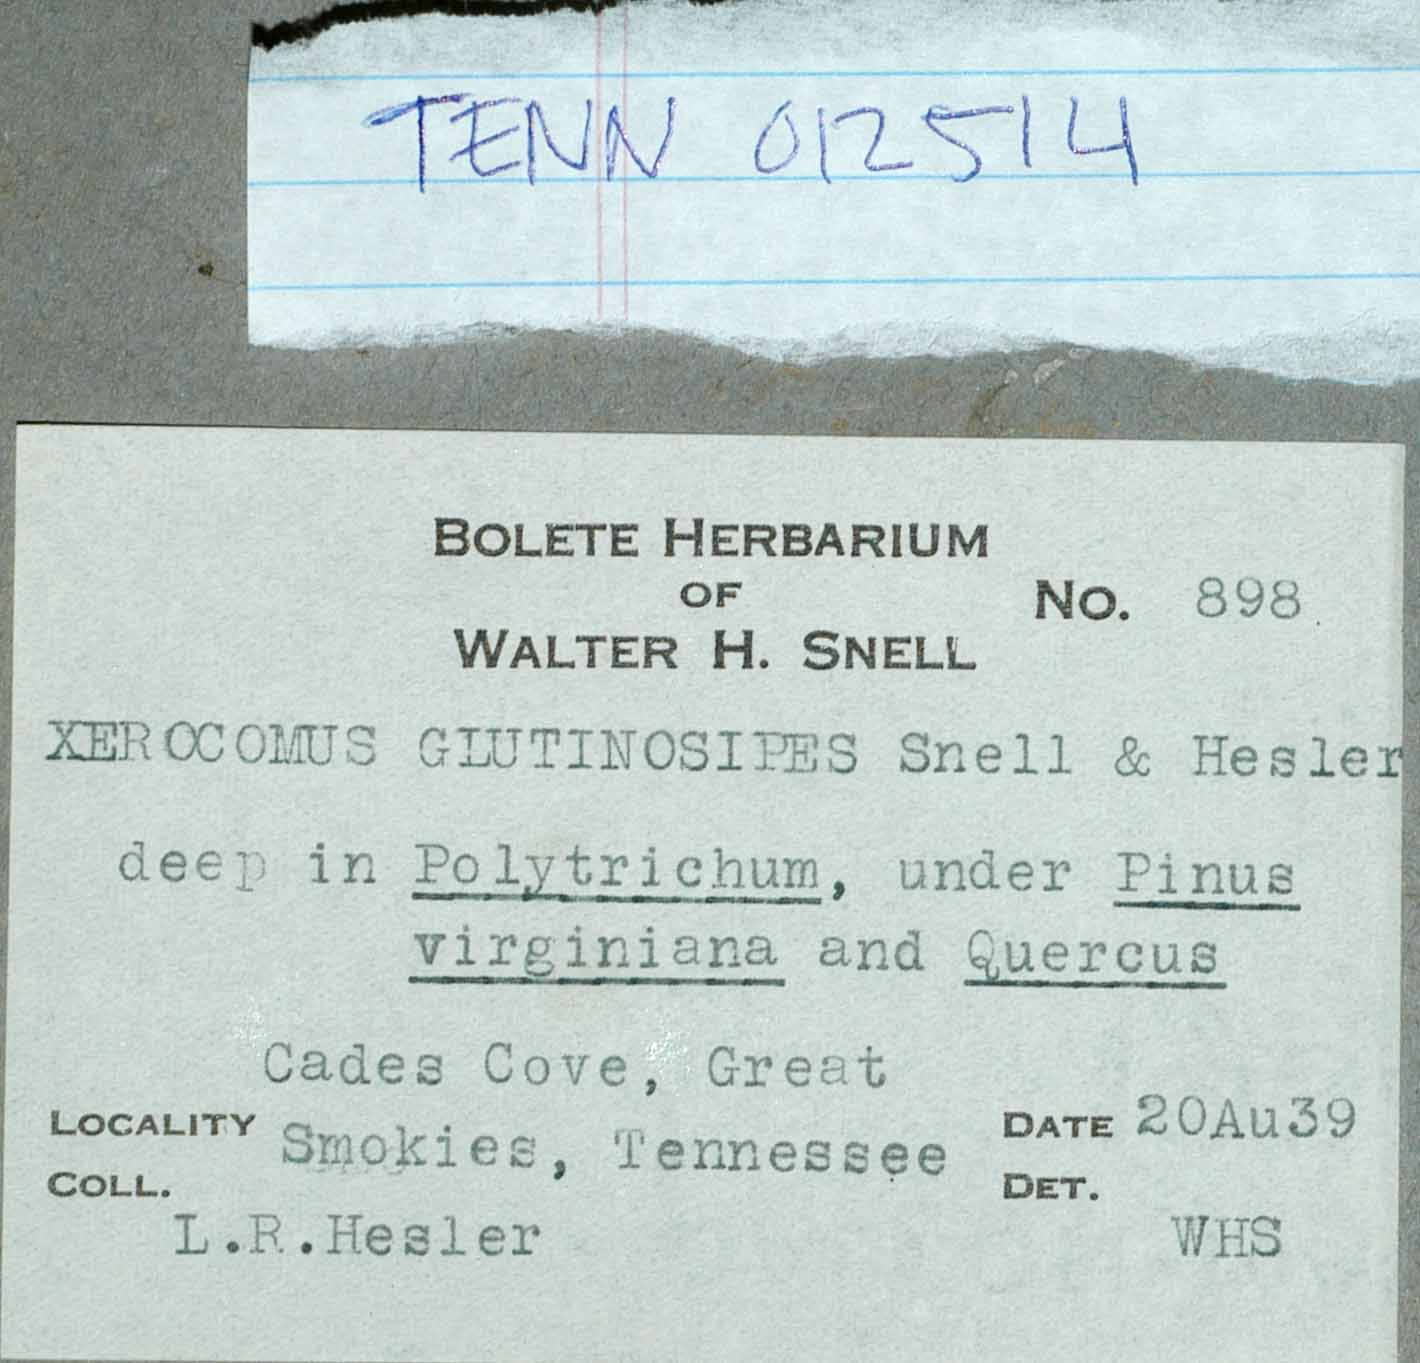 TENN 012514
BOLETE HERBARIUM
OF
WALTER H. SNELL
No. 898
XEROCOMUS GLUTINOSIPES Snell & Hesler
deep in Polytrichum, under Pinus
virginiana and Quercus
Cades Cove, Great
LOCALITY Smokies, Tennessee
DATE 20Au39
COLL.
DET.
L.R.Hesler
WHS